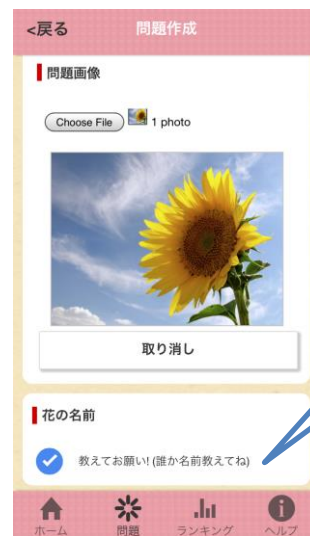 <戻る 問題作成
問題画像
Choose File 1 photo
取り消し
花の名前
教えてお願い! (誰か名前教えてね)
ホーム 問題 ランキング ヘルプ